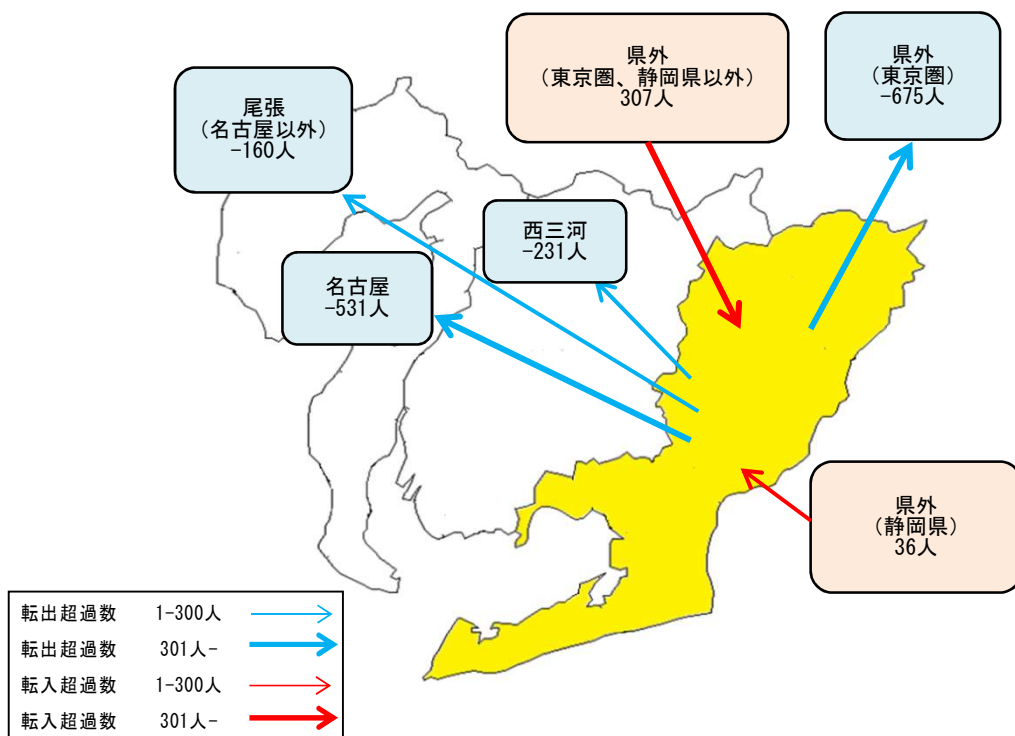 県外
(東京圏、静岡県以外)
307人
県外
(東京圏)
-675人
尾張
(名古屋以外)
-160人
西三河
-231人
名古屋
-531人
県外
(静岡県)
36人
転出超過数 1-300人
転出超過数 301人-
転入超過数 1-300人
転入超過数 301人-